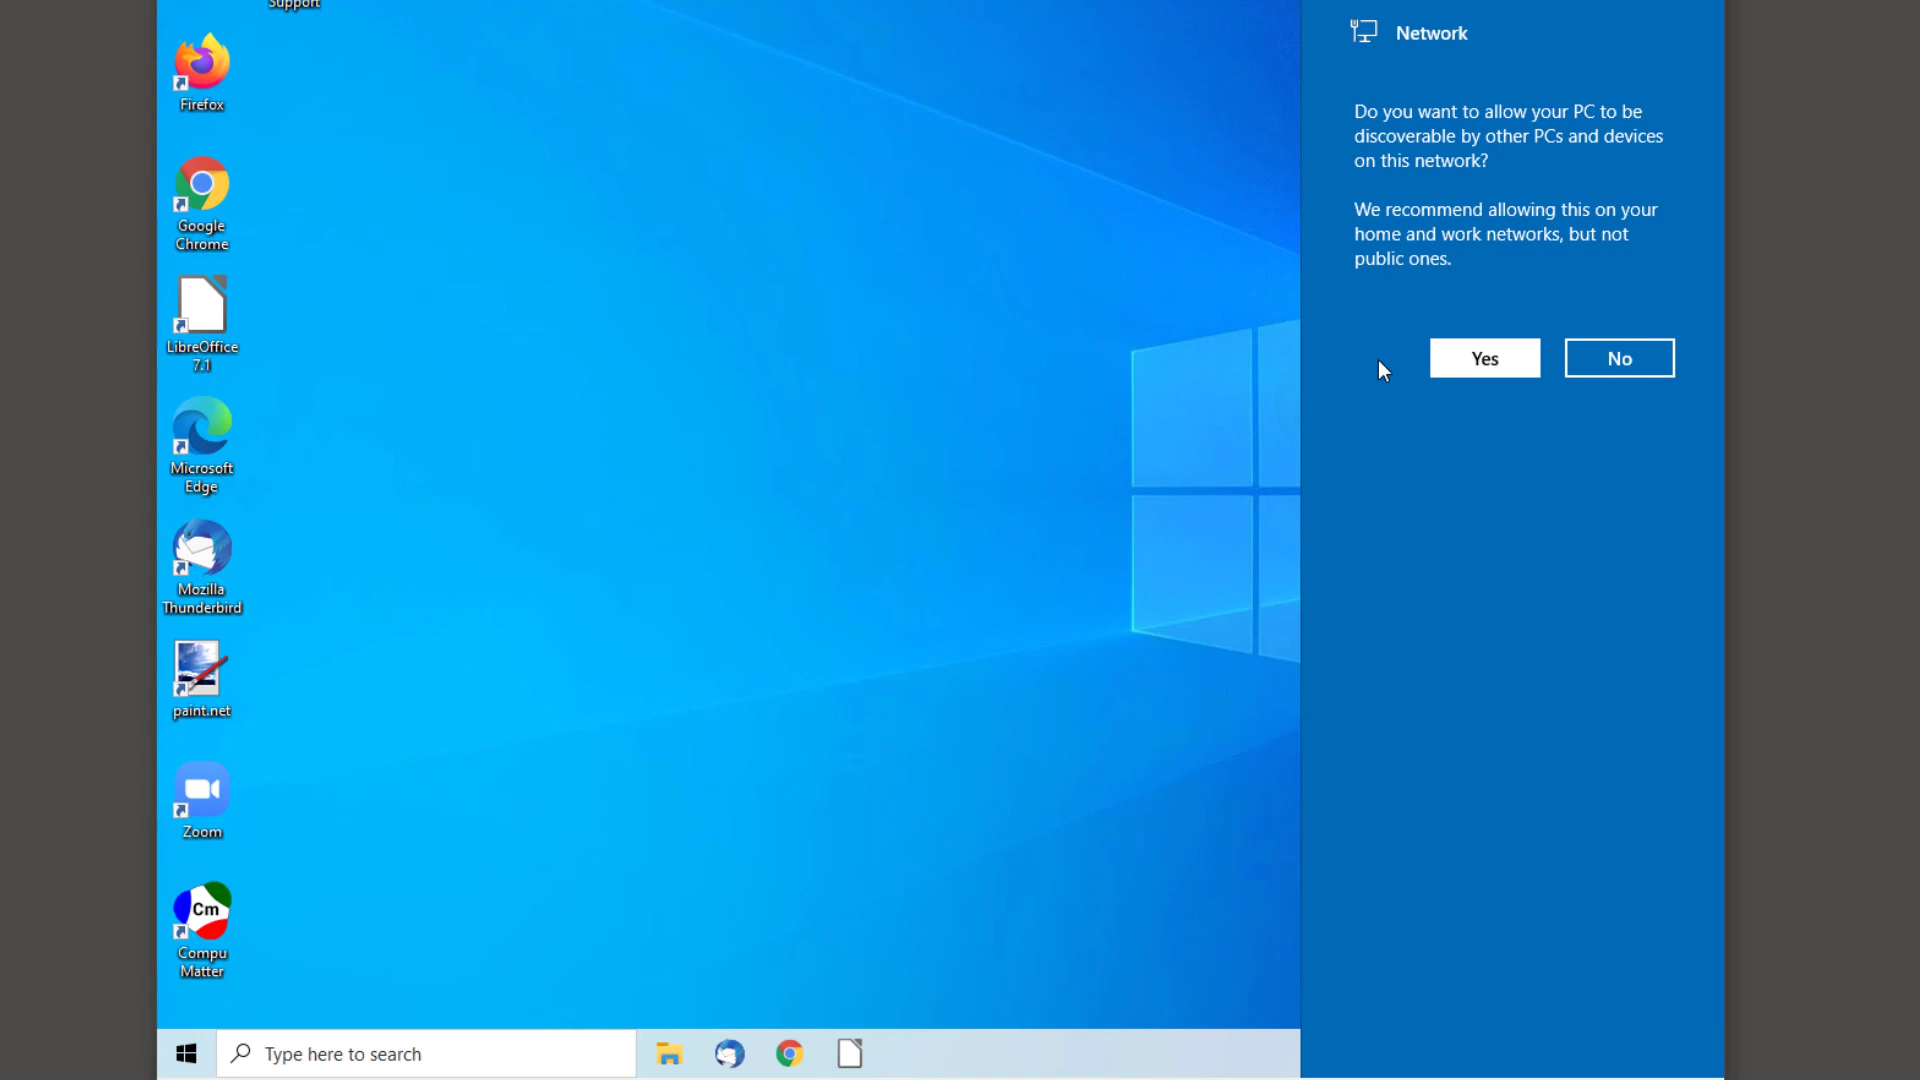 Support
Firefox
Google
Chrome
LibreOffice
7.1
Microsoft
Edge
Mozilla
Thunderbird
paint.net
Zoom
Cm
Compu
Matter
Type here to search
Network
Do you want to allow your PC to be
discoverable by other PCs and devices
on this network?
We recommend allowing this on your
home and work networks, but not
public ones.
Yes
No